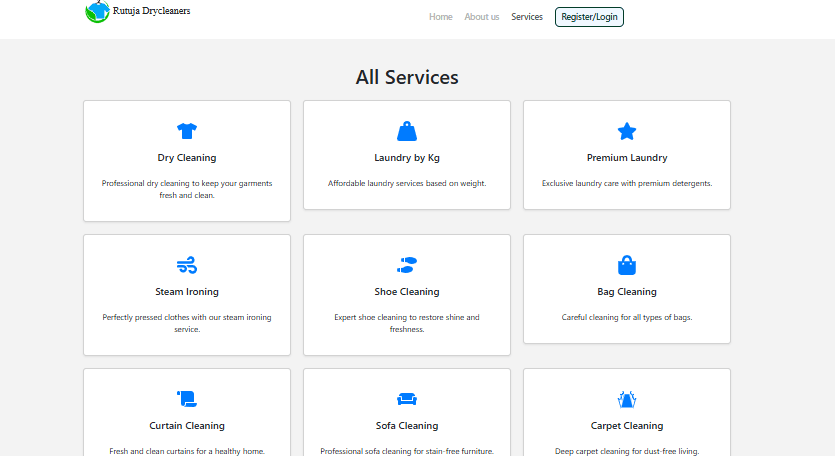 Rutuja Drycleaners
Home About us Services Register/Login
All Services
Dry Cleaning
Professional dry cleaning to keep your garments
fresh and clean.
Laundry by Kg
Affordable laundry services based on weight.
Premium Laundry
Exclusive laundry care with premium detergents.
Steam Ironing
Perfectly pressed clothes with our steam ironing
service.
Shoe Cleaning
Expert shoe cleaning to restore shine and
freshness.
Bag Cleaning
Careful cleaning for all types of bags.
Curtain Cleaning
Fresh and clean curtains for a healthy home.
Sofa Cleaning
Professional sofa cleaning for stain-free furniture.
Carpet Cleaning
Deep carpet cleaning for dust-free living.